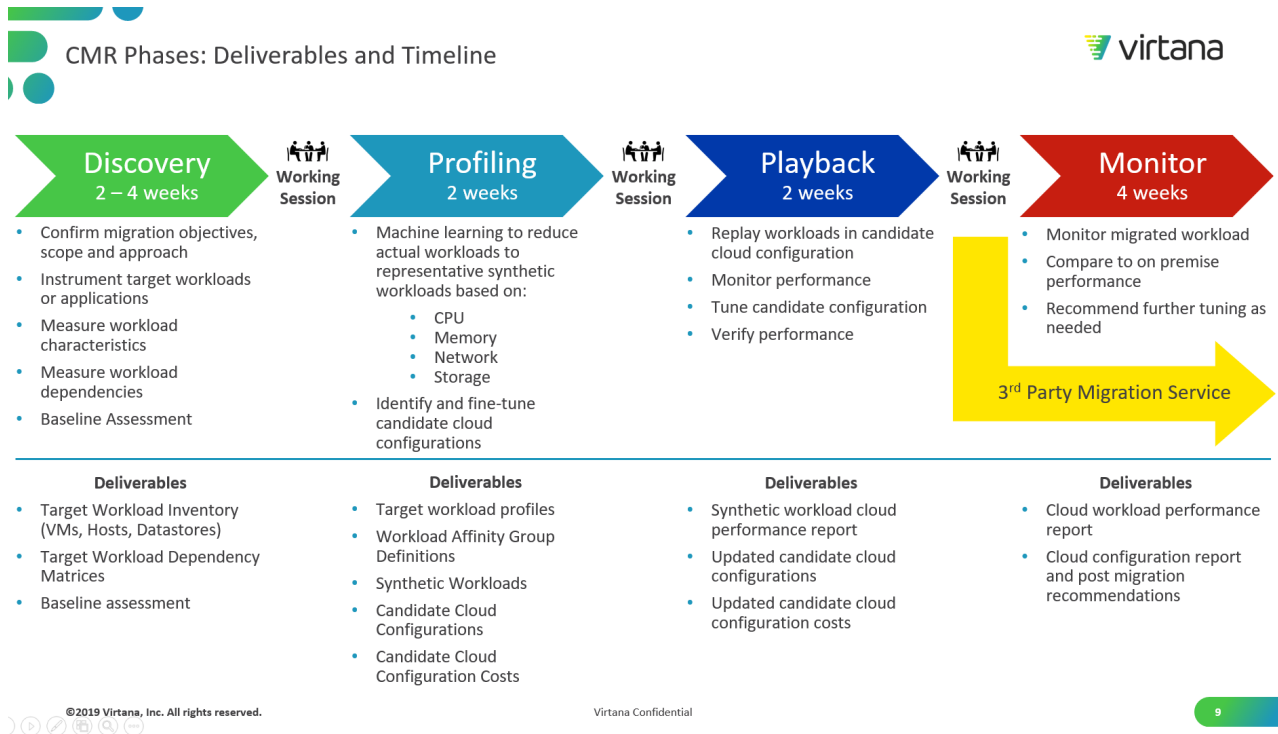 CMR Phases: Deliverables and Timeline
virtana
Discovery
2 – 4 weeks
Working
Session
Profiling
2 weeks
Working
Session
Playback
2 weeks
Working
Session
Monitor
4 weeks
• Confirm migration objectives,
scope and approach
• Instrument target workloads
or applications
• Measure workload
characteristics
• Measure workload
dependencies
• Baseline Assessment
• Machine learning to reduce
actual workloads to
representative synthetic
workloads based on:
• CPU
• Memory
• Network
• Storage
• Identify and fine-tune
candidate cloud
configurations
• Replay workloads in candidate
cloud configuration
• Monitor performance
• Tune candidate configuration
• Verify performance
• Monitor migrated workload
• Compare to on premise
performance
• Recommend further tuning as
needed
3rd Party Migration Service
Deliverables
• Target Workload Inventory
(VMs, Hosts, Datastores)
• Target Workload Dependency
Matrices
• Baseline assessment
Deliverables
• Target workload profiles
• Workload Affinity Group
Definitions
• Synthetic Workloads
• Candidate Cloud
Configurations
• Candidate Cloud
Configuration Costs
Deliverables
• Synthetic workload cloud
performance report
• Updated candidate cloud
configurations
• Updated candidate cloud
configuration costs
Deliverables
• Cloud workload performance
report
• Cloud configuration report
and post migration
recommendations
©2019 Virtana, Inc. All rights reserved.
Virtana Confidential
9